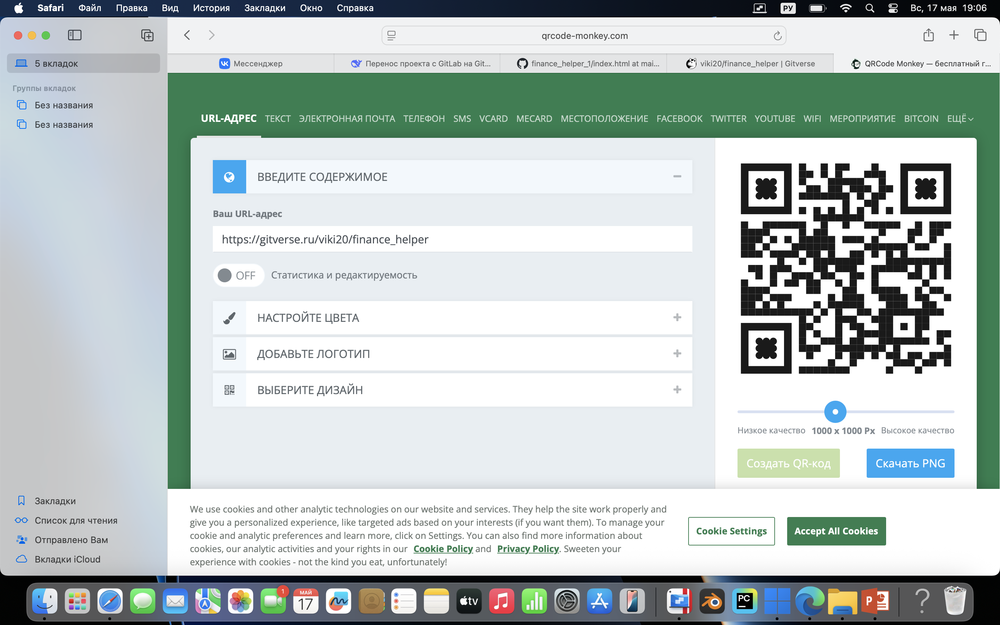 Safari Файл Правка Вид История Закладки Окно Справка РУ Вс, 17 мая 19:06
qrcode-monkey.com
5 вкладок
Группы вкладок
Без названия
Без названия
Закладки
Список для чтения
Отправлено Вам
Вкладки iCloud
Мессенджер
Перенос проекта с GitLab на Git...
finance_helper_1/index.html at mai...
viki20/finance_helper | Gitverse
QRCode Monkey — бесплатный г...
URL-АДРЕС ТЕКСТ ЭЛЕКТРОННАЯ ПОЧТА ТЕЛЕФОН SMS VCARD MECARD МЕСТОПОЛОЖЕНИЕ FACEBOOK TWITTER YOUTUBE WIFI МЕРОПРИЯТИЕ BITCOIN ЕЩЁ
ВВЕДИТЕ СОДЕРЖИМОЕ
Ваш URL-адрес
https://gitverse.ru/viki20/finance_helper
OFF Статистика и редактируемость
НАСТРОЙТЕ ЦВЕТА
ДОБАВЬТЕ ЛОГОТИП
ВЫБЕРИТЕ ДИЗАЙН
Низкое качество 1000 x 1000 Px Высокое качество
Создать QR-код Скачать PNG
We use cookies and other analytic technologies on our website and services. They help the site work properly and
give you a personalized experience, like targeted ads based on your interests (if you want them). To manage your
cookie and analytic preferences and learn more, click on Settings. You can also find more information about
cookies, our analytic activities and your rights in our Cookie Policy and Privacy Policy. Sweeten your
experience with cookies - not the kind you eat, unfortunately!
Cookie Settings
Accept All Cookies
1
МАЙ
17
tv
PC
P